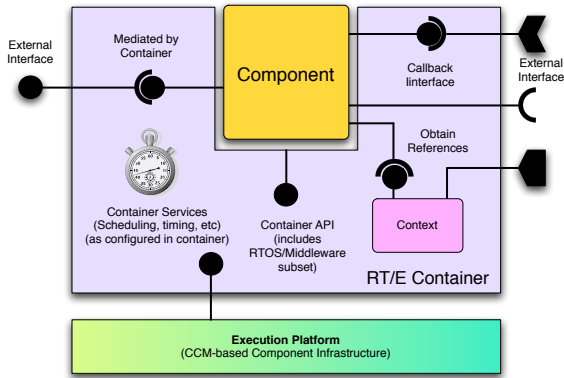 External
Interface
Mediated by
Container
Component
Callback
Iinterface
External
Interface
Obtain
References
Container Services
(Scheduling, timing, etc)
(as configured in container)
Container API
(includes
RTOS/Middleware
subset)
Context
RT/E Container
Execution Platform
(CCM-based Component Infrastructure)